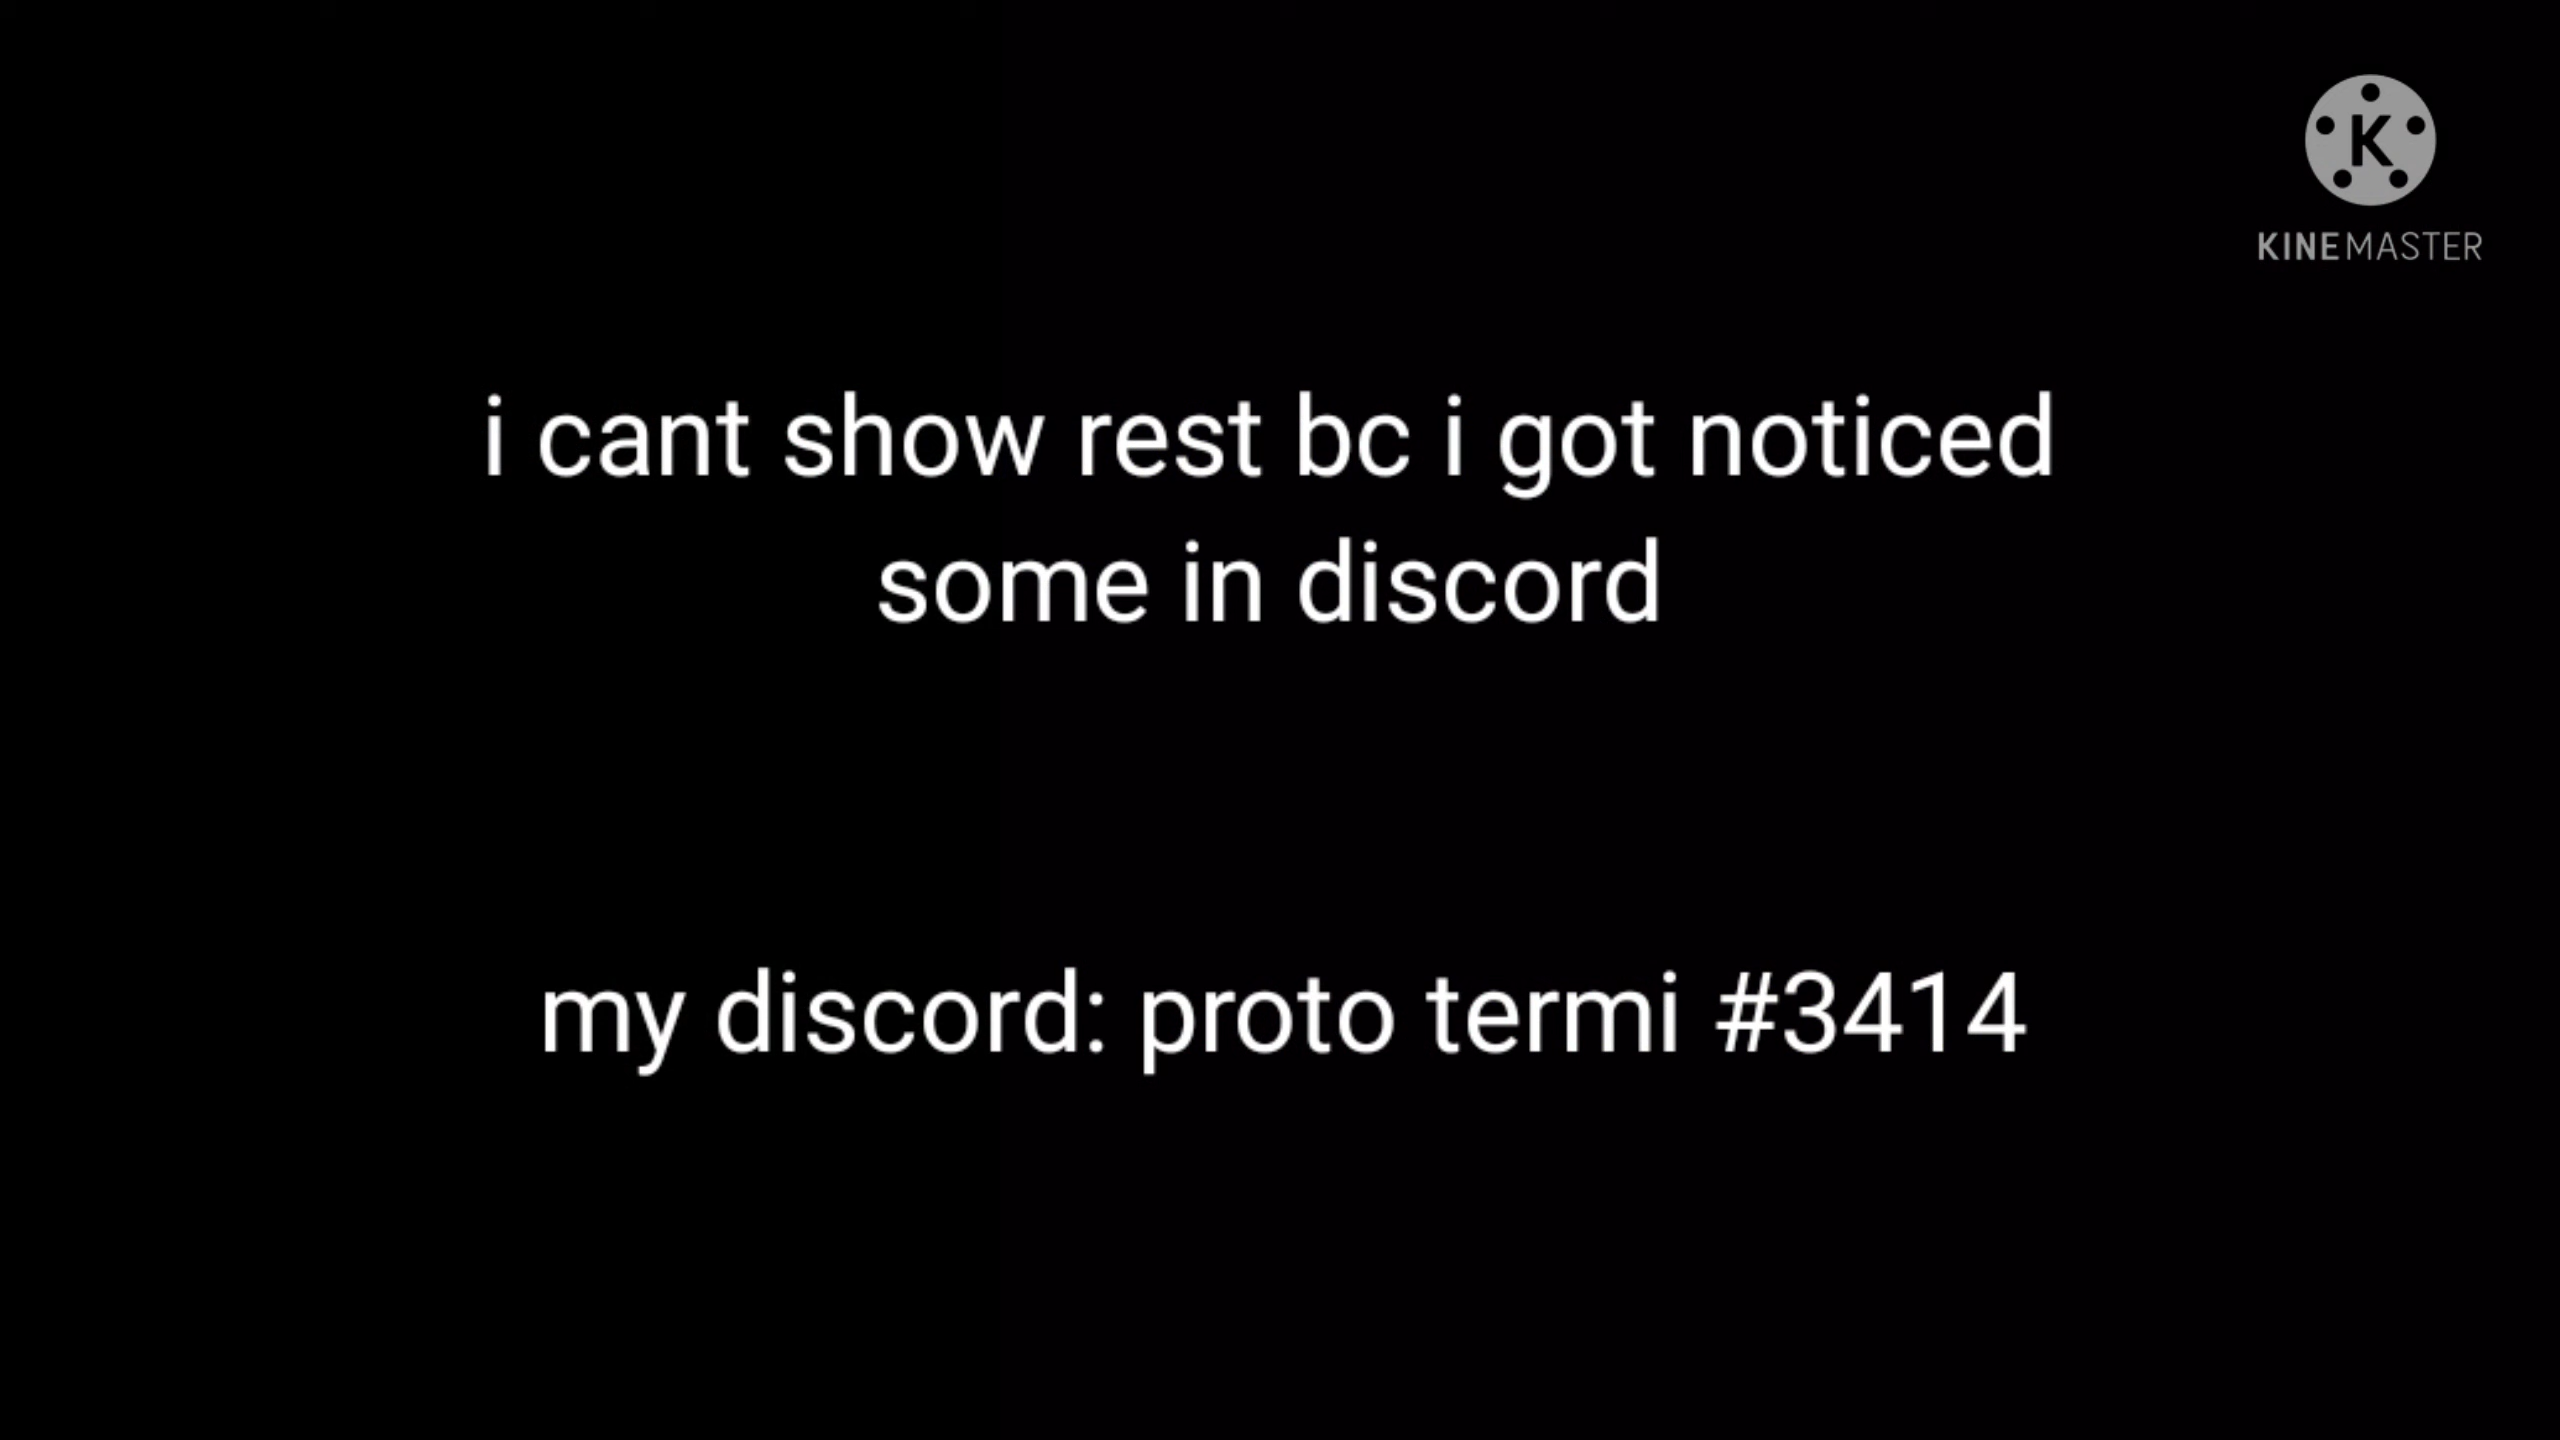 K
KINEMASTER
i cant show rest bc i got noticed
some in discord
my discord: proto termi #3414